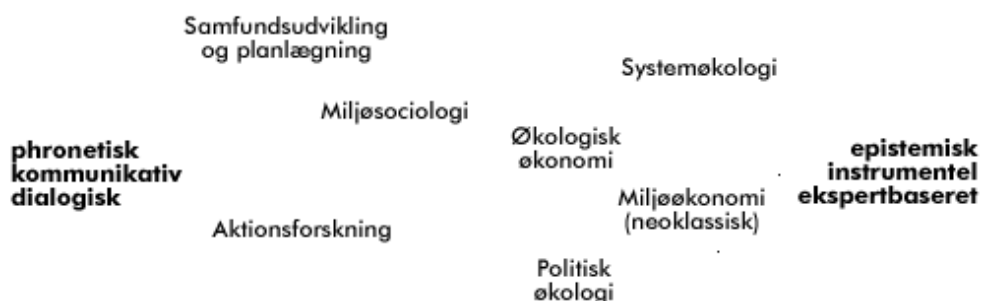 Samfundsudvikling
og planlægning
Systemøkologi
Miljøsociologi
Økologisk
økonomi
phronetisk
kommunikativ
dialogisk
epistemisk
instrumentel
ekspertbaseret
Miljøøkonomi
(neoklassisk)
Aktionsforskning
Politisk
økologi